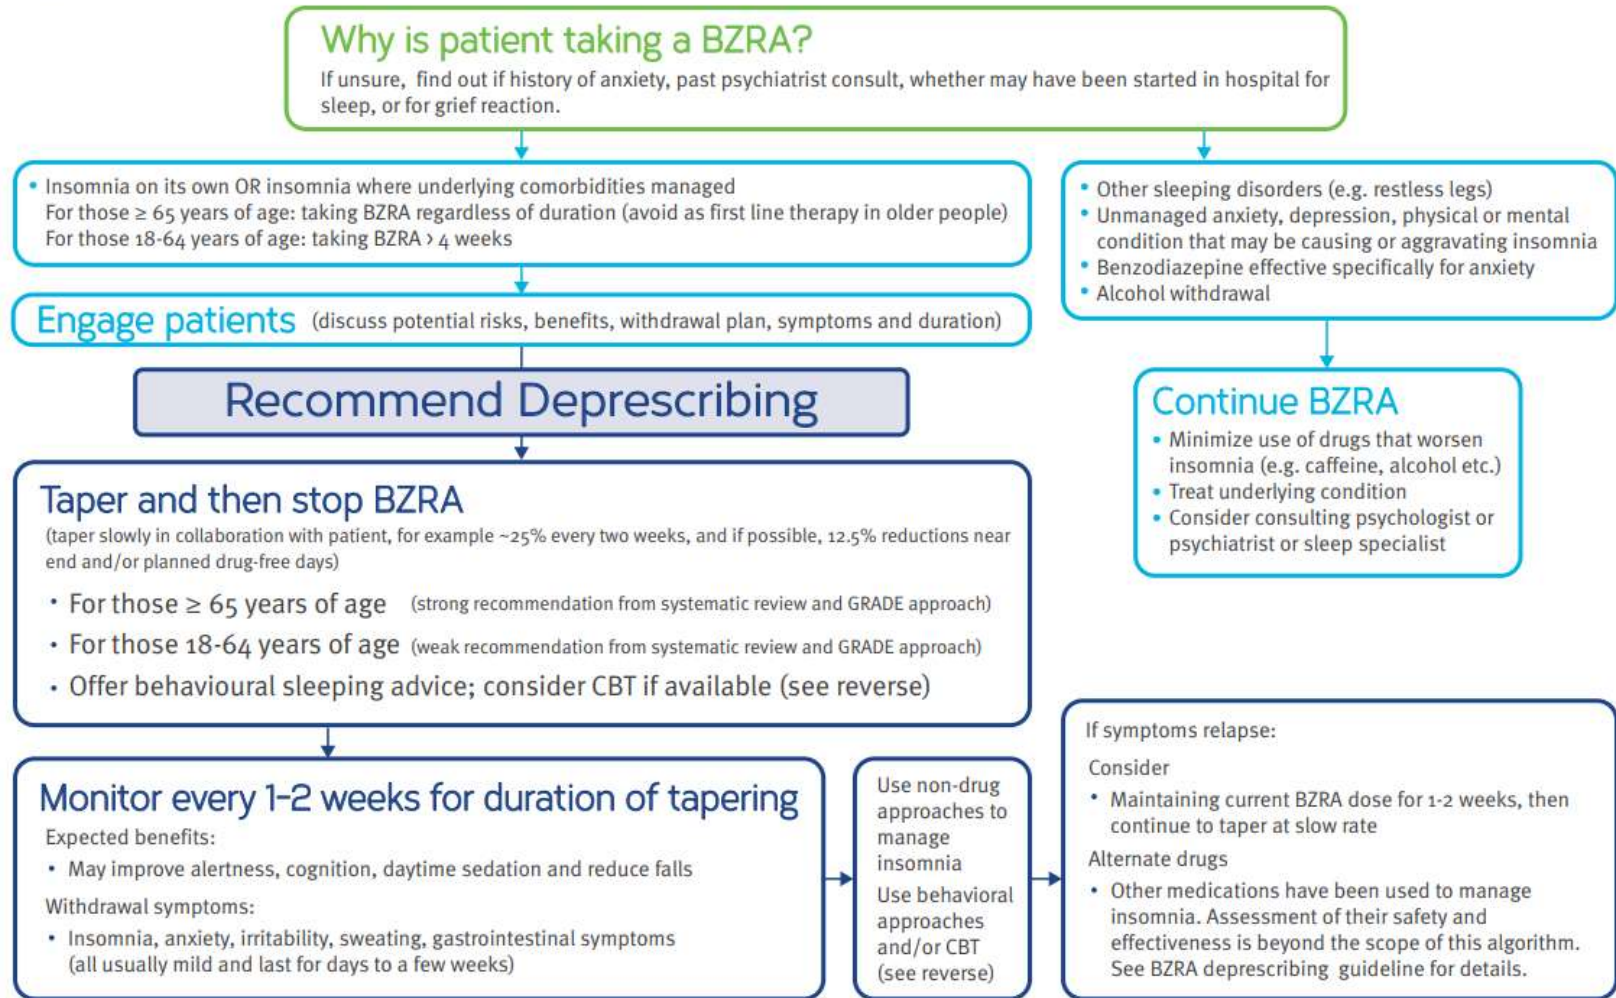 Why is patient taking a BZRA?
If unsure, find out if history of anxiety, past psychiatrist consult, whether may have been started in hospital for
sleep, or for grief reaction.
• Insomnia on its own OR insomnia where underlying comorbidities managed
For those ≥ 65 years of age: taking BZRA regardless of duration (avoid as first line therapy in older people)
For those 18-64 years of age: taking BZRA > 4 weeks
• Other sleeping disorders (e.g. restless legs)
• Unmanaged anxiety, depression, physical or mental
condition that may be causing or aggravating insomnia
• Benzodiazepine effective specifically for anxiety
• Alcohol withdrawal
Engage patients (discuss potential risks, benefits, withdrawal plan, symptoms and duration)
Recommend Deprescribing
Continue BZRA
• Minimize use of drugs that worsen
insomnia (e.g. caffeine, alcohol etc.)
• Treat underlying condition
• Consider consulting psychologist or
psychiatrist or sleep specialist
Taper and then stop BZRA
(taper slowly in collaboration with patient, for example ~25% every two weeks, and if possible, 12.5% reductions near
end and/or planned drug-free days)
• For those ≥ 65 years of age (strong recommendation from systematic review and GRADE approach)
• For those 18-64 years of age (weak recommendation from systematic review and GRADE approach)
• Offer behavioural sleeping advice; consider CBT if available (see reverse)
Monitor every 1-2 weeks for duration of tapering
Expected benefits:
• May improve alertness, cognition, daytime sedation and reduce falls
Withdrawal symptoms:
• Insomnia, anxiety, irritability, sweating, gastrointestinal symptoms
(all usually mild and last for days to a few weeks)
Use non-drug
approaches to
manage
insomnia
Use behavioral
approaches
and/or CBT
(see reverse)
If symptoms relapse:
Consider
• Maintaining current BZRA dose for 1-2 weeks, then
continue to taper at slow rate
Alternate drugs
• Other medications have been used to manage
insomnia. Assessment of their safety and
effectiveness is beyond the scope of this algorithm.
See BZRA deprescribing guideline for details.